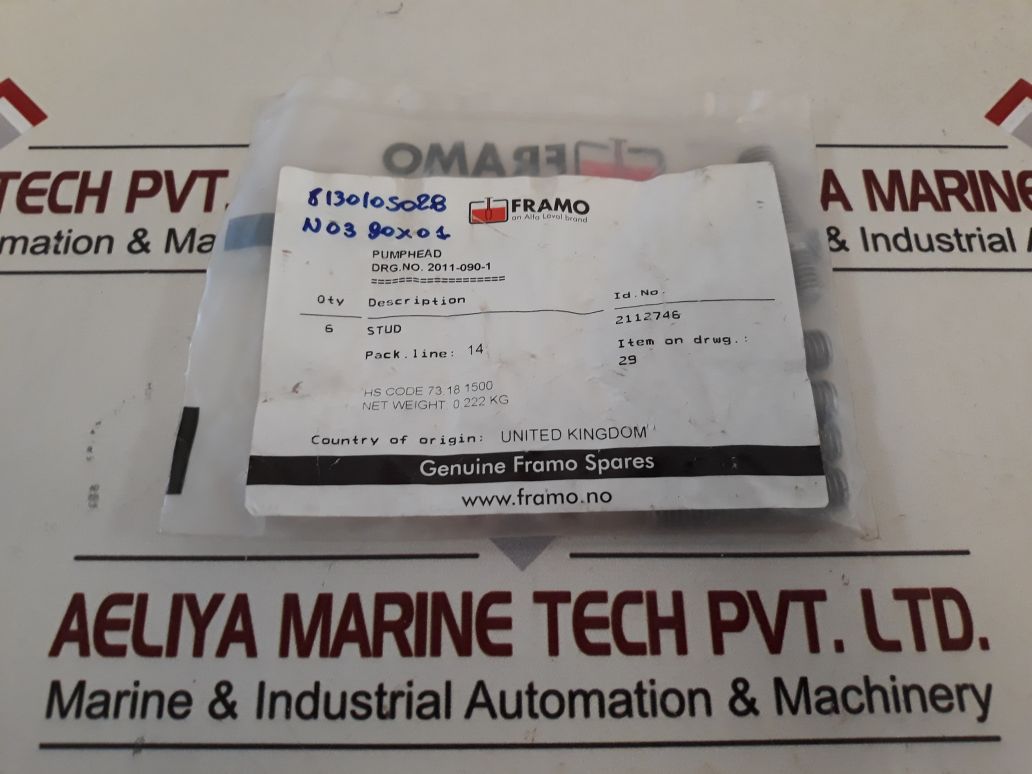 FRAMO
TECH PVT.
mation & Ma
A MARINE
& Industrial A
8130105028
N03 90x01
FRAMO
an Alfa Laval brand
PUMPHEAD
DRG.NO. 2011-090-1
===================
Qty Description Id.No.
6 STUD 2112746
Pack.line: 14 Item on drwg.:
29
HS CODE 73.18 1500
NET WEIGHT 0.222 KG
Country of origin: UNITED KINGDOM
Genuine Framo Spares
www.framo.no
AELIYA MARINE TECH PVT. LTD.
Marine & Industrial Automation & Machinery